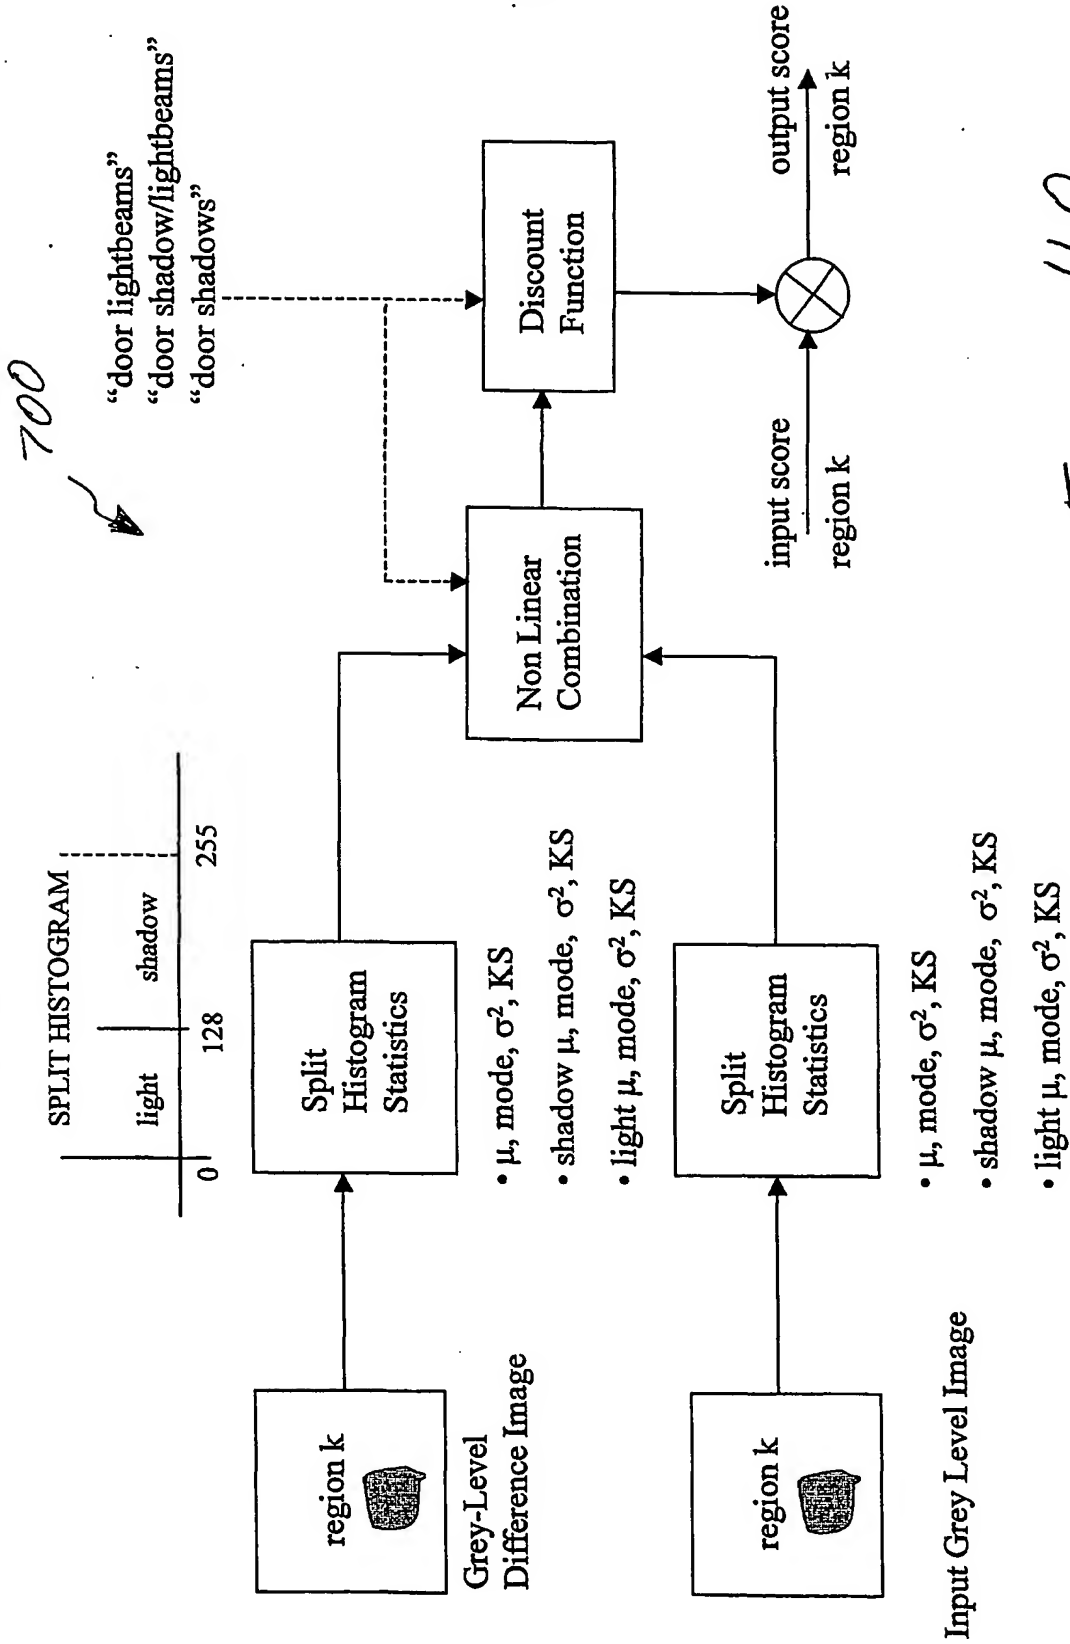 700
SPLIT HISTOGRAM
light
shadow
0
128
255
“door lightbeams”
“door shadow/lightbeams”
“door shadows”
region k
Grey-Level
Difference Image
Split
Histogram
Statistics
• μ, mode, σ², KS
• shadow μ, mode, σ², KS
• light μ, mode, σ², KS
Non Linear
Combination
Discount
Function
region k
Input Grey Level Image
Split
Histogram
Statistics
• μ, mode, σ², KS
• shadow μ, mode, σ², KS
• light μ, mode, σ², KS
input score
region k
output score
region k